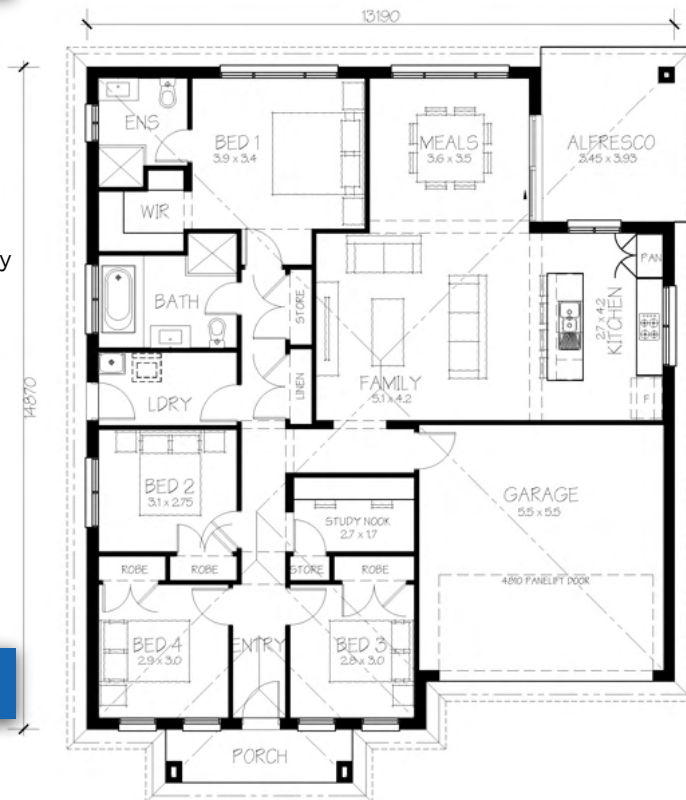 13190
ENS
BED 1
3.9 x 3.4
MEALS
3.6 x 3.5
ALFRESCO
3.45 x 3.93
WIR
y
BATH
STORE
PAN
KITCHEN
2.7 x 4.2
14870
LDRY
LINEN
FAMILY
5.1 x 4.2
F
BED 2
3.1 x 2.75
GARAGE
5.5 x 5.5
STUDY NOOK
2.7 x 1.7
ROBE
ROBE
STORE
ROBE
4810 PANELIFT DOOR
BED 4
2.9 x 3.0
ENTRY
BED 3
2.8 x 3.0
PORCH